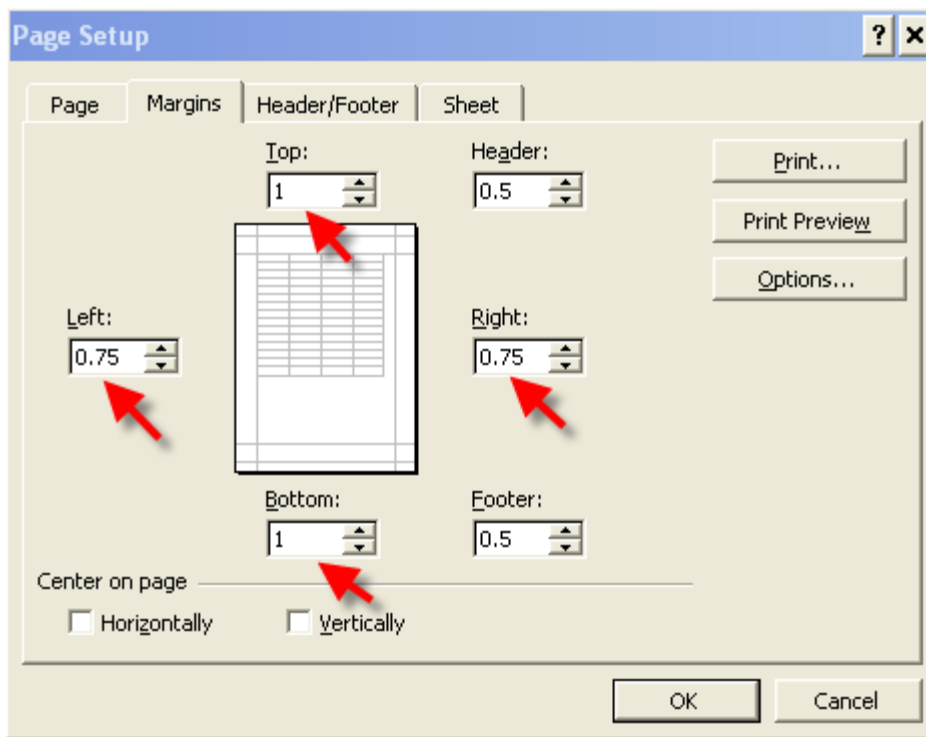 Page Setup
Page Margins Header/Footer Sheet
Top: Header:
1 0.5
Print...
Print Preview
Options...
Left: Right:
0.75 0.75
Bottom: Footer:
1 0.5
Center on page
Horizontally Vertically
OK Cancel